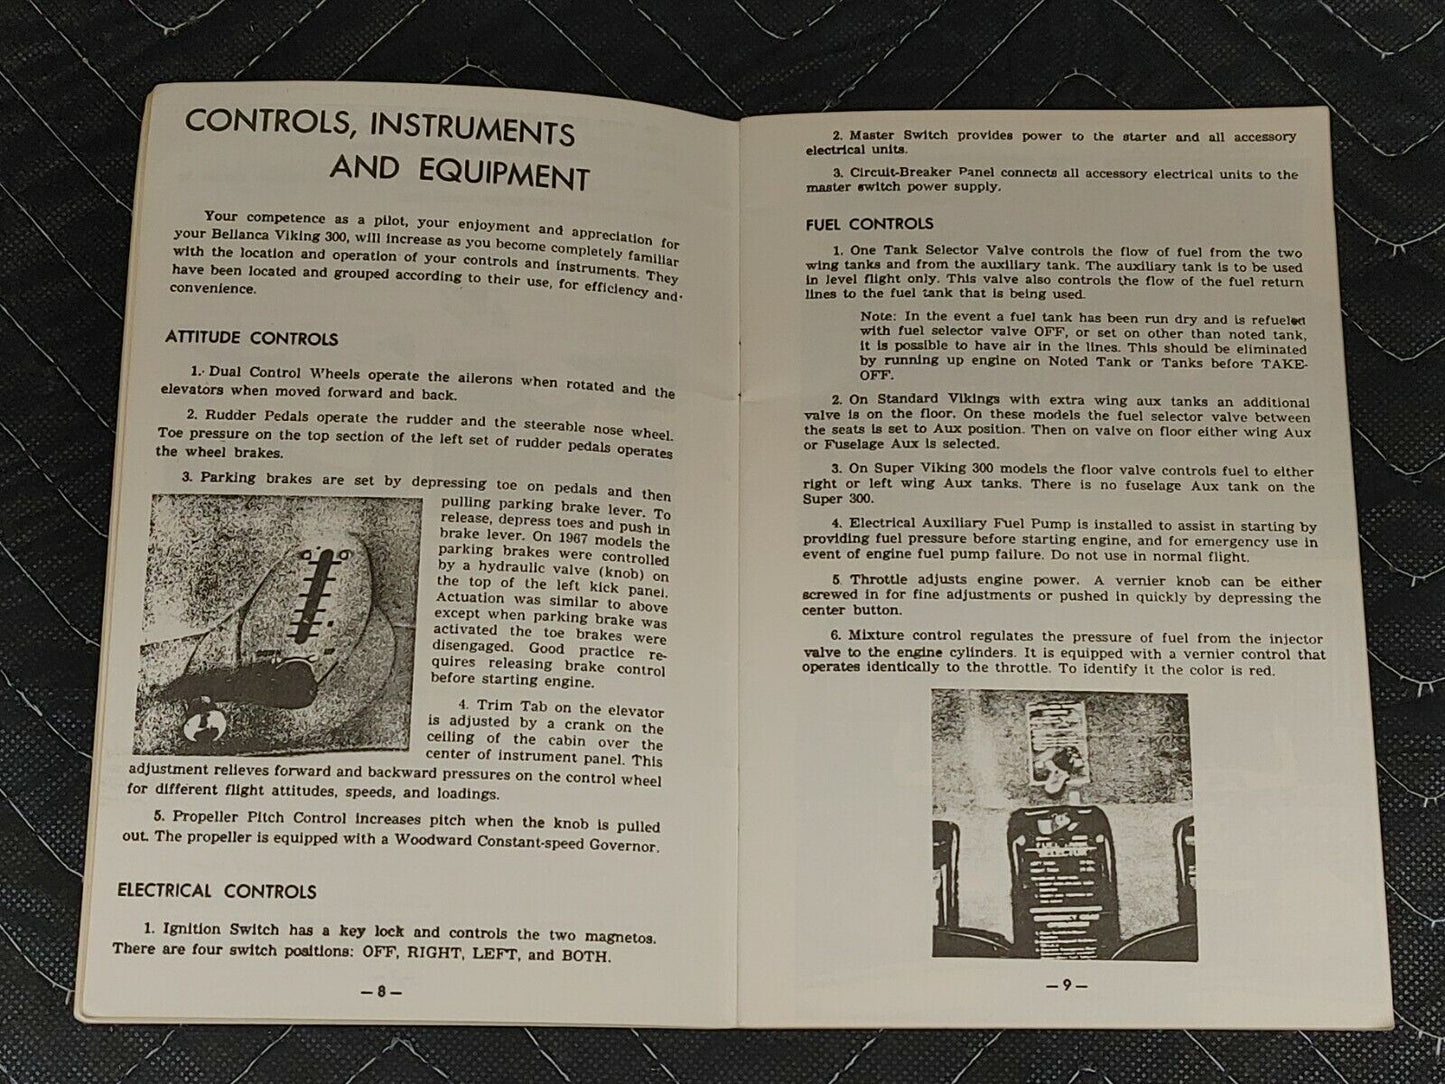 CONTROLS, INSTRUMENTS
AND EQUIPMENT
Your competence as a pilot, your enjoyment and appreciation for
your Bellanca Viking 300, will increase as you become completely familiar
with the location and operation of your controls and instruments. They
have been located and grouped according to their use, for efficiency and
convenience.
ATTITUDE CONTROLS
1. Dual Control Wheels operate the ailerons when rotated and the
elevators when moved forward and back.
2. Rudder Pedals operate the rudder and the steerable nose wheel.
Toe pressure on the top section of the left set of rudder pedals operates
the wheel brakes.
3. Parking brakes are set by depressing toe on pedals and then
pulling parking brake lever. To
release, depress toes and push in
brake lever. On 1967 models the
parking brakes were controlled
by a hydraulic valve (knob) on
the top of the left kick panel.
Actuation was similar to above
except when parking brake was
activated the toe brakes were
disengaged. Good practice re-
quires releasing brake control
before starting engine.
4. Trim Tab on the elevator
is adjusted by a crank on the
ceiling of the cabin over the
center of instrument panel. This
adjustment relieves forward and backward pressures on the control wheel
for different flight attitudes, speeds, and loadings.
5. Propeller Pitch Control increases pitch when the knob is pulled
out. The propeller is equipped with a Woodward Constant-speed Governor.
ELECTRICAL CONTROLS
1. Ignition Switch has a key lock and controls the two magnetos.
There are four switch positions: OFF, RIGHT, LEFT, and BOTH.
— 8 —
2. Master Switch provides power to the starter and all accessory
electrical units.
3. Circuit-Breaker Panel connects all accessory electrical units to the
master switch power supply.
FUEL CONTROLS
1. One Tank Selector Valve controls the flow of fuel from the two
wing tanks and from the auxiliary tank. The auxiliary tank is to be used
in level flight only. This valve also controls the flow of the fuel return
lines to the fuel tank that is being used.
Note: In the event a fuel tank has been run dry and is refueled
with fuel selector valve OFF, or set on other than noted tank,
it is possible to have air in the lines. This should be eliminated
by running up engine on Noted Tank or Tanks before TAKE-
OFF.
2. On Standard Vikings with extra wing aux tanks an additional
valve is on the floor. On these models the fuel selector valve between
the seats is set to Aux position. Then on valve on floor either wing Aux
or Fuselage Aux is selected.
3. On Super Viking 300 models the floor valve controls fuel to either
right or left wing Aux tanks. There is no fuselage Aux tank on the
Super 300.
4. Electrical Auxiliary Fuel Pump is installed to assist in starting by
providing fuel pressure before starting engine, and for emergency use in
event of engine fuel pump failure. Do not use in normal flight.
5. Throttle adjusts engine power. A vernier knob can be either
screwed in for fine adjustments or pushed in quickly by depressing the
center button.
6. Mixture control regulates the pressure of fuel from the injector
valve to the engine cylinders. It is equipped with a vernier control that
operates identically to the throttle. To identify it the color is red.
FUEL
SELECTOR
— 9 —